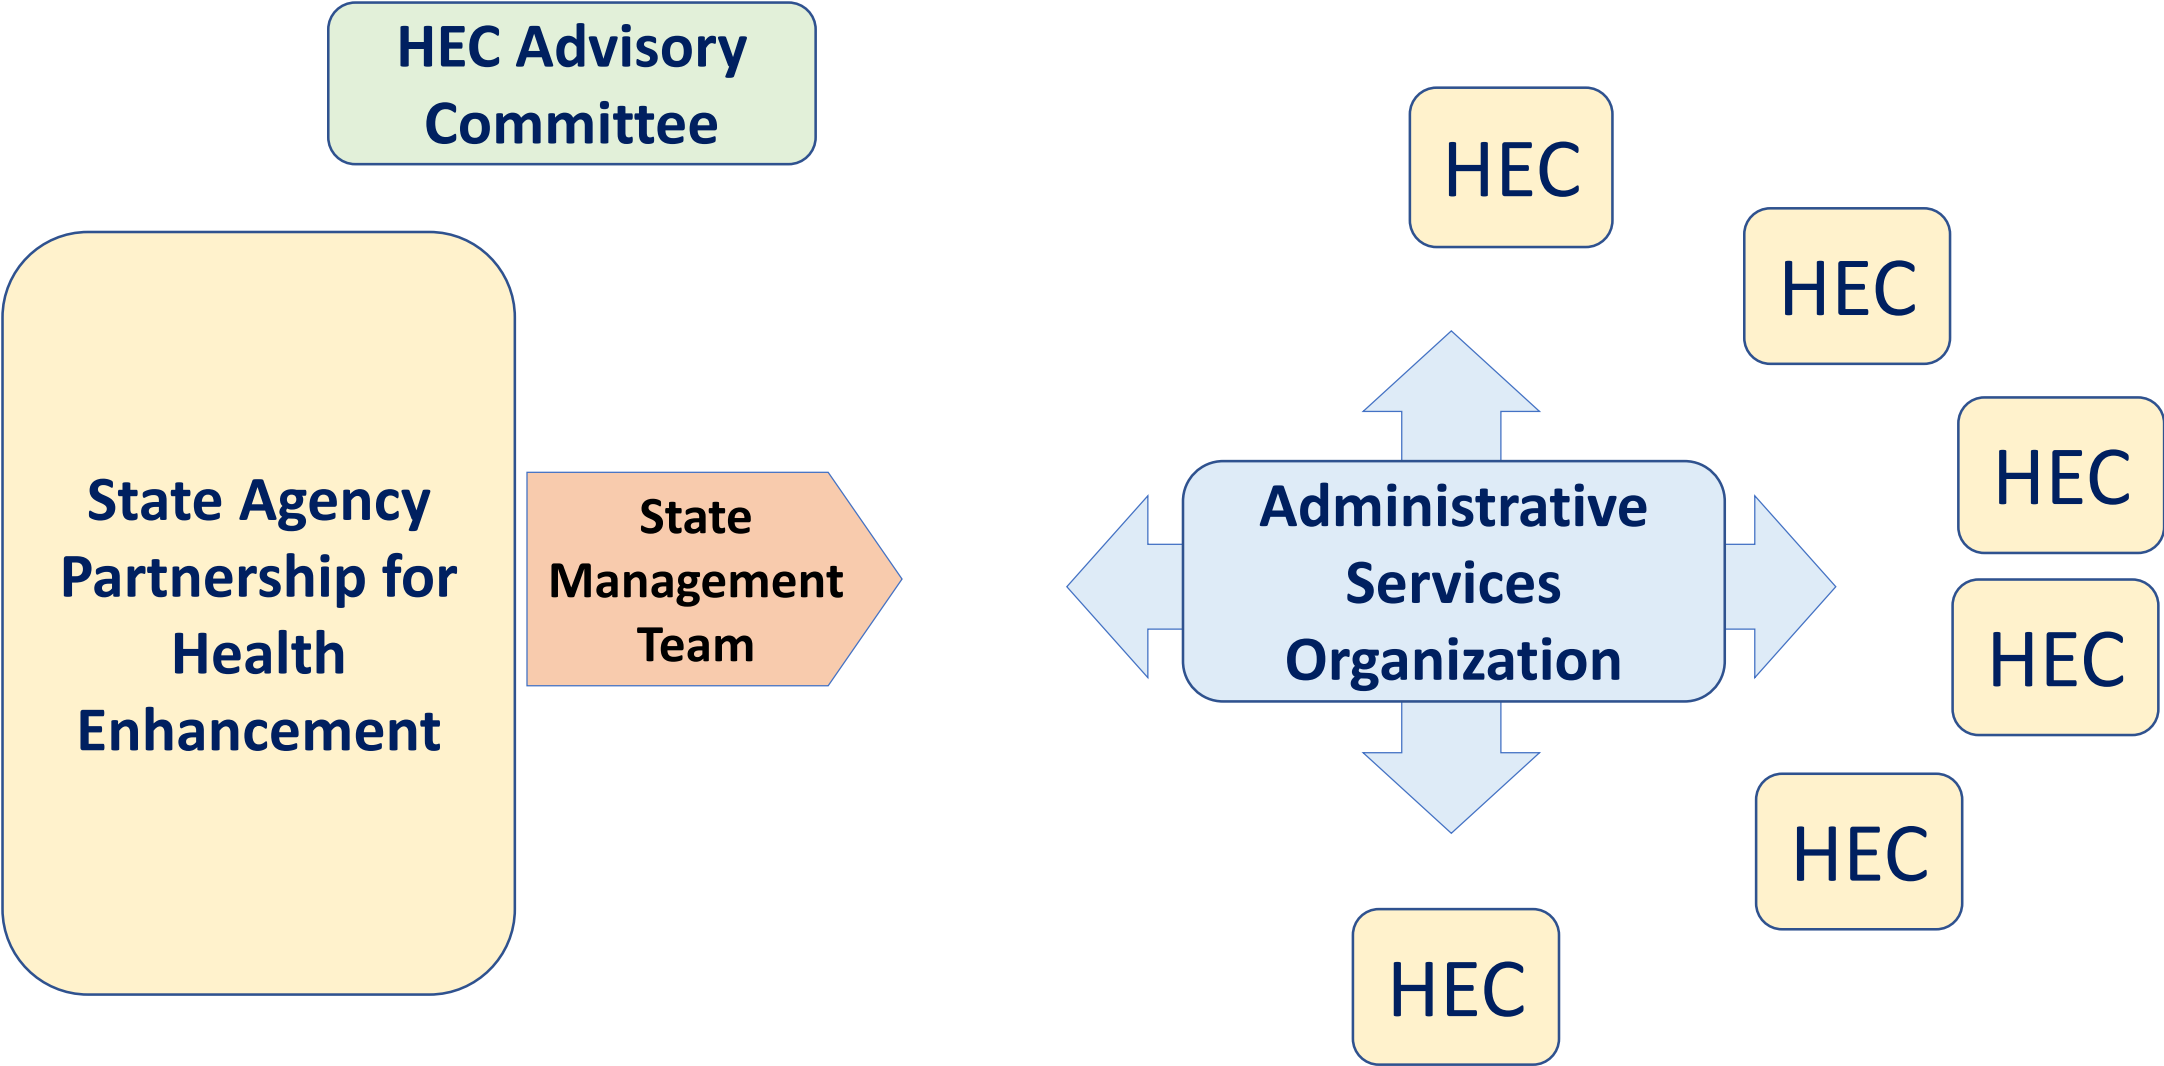 HEC Advisory
Committee
State Agency
Partnership for
Health
Enhancement
State
Management
Team
Administrative
Services
Organization
HEC
HEC
HEC
HEC
HEC
HEC